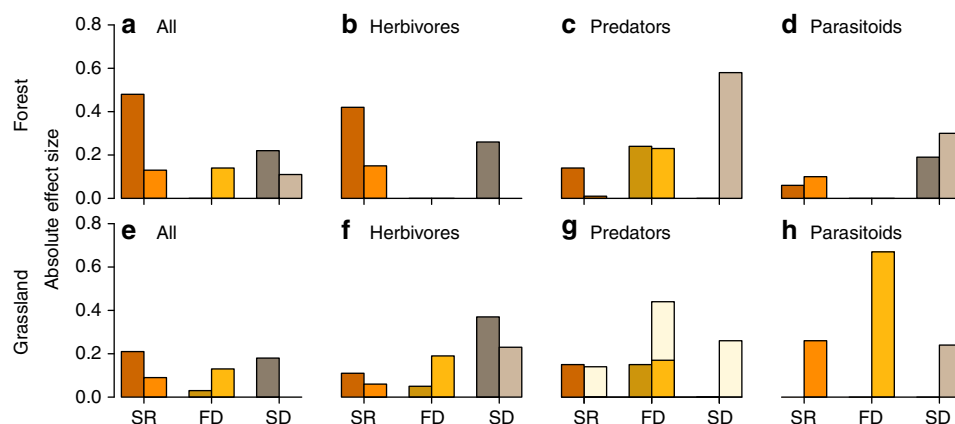 a All
b Herbivores
c Predators
d Parasitoids
Forest
0.8
0.6
0.4
0.2
0.0
Absolute effect size
e All
f Herbivores
g Predators
h Parasitoids
Grassland
0.8
0.6
0.4
0.2
0.0
SR FD SD
SR FD SD
SR FD SD
SR FD SD